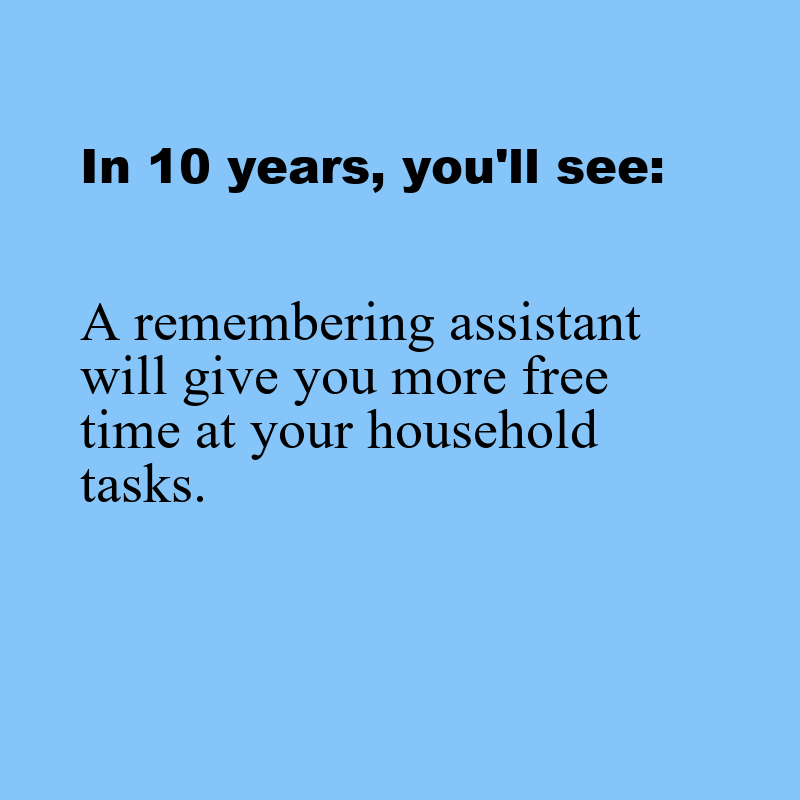 In 10 years, you'll see:
A remembering assistant
will give you more free
time at your household
tasks.